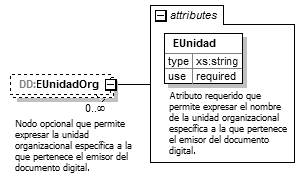 attributes
EUnidad
type xs:string
use required
DD:EUnidadOrg
0..∞
Nodo opcional que permite
expresar la unidad
organizacional específica a la
que pertenece el emisor del
documento digital.
Atributo requerido que
permite expresar el nombre
de la unidad organizacional
específica a la que pertenece
el emisor del documento
digital.